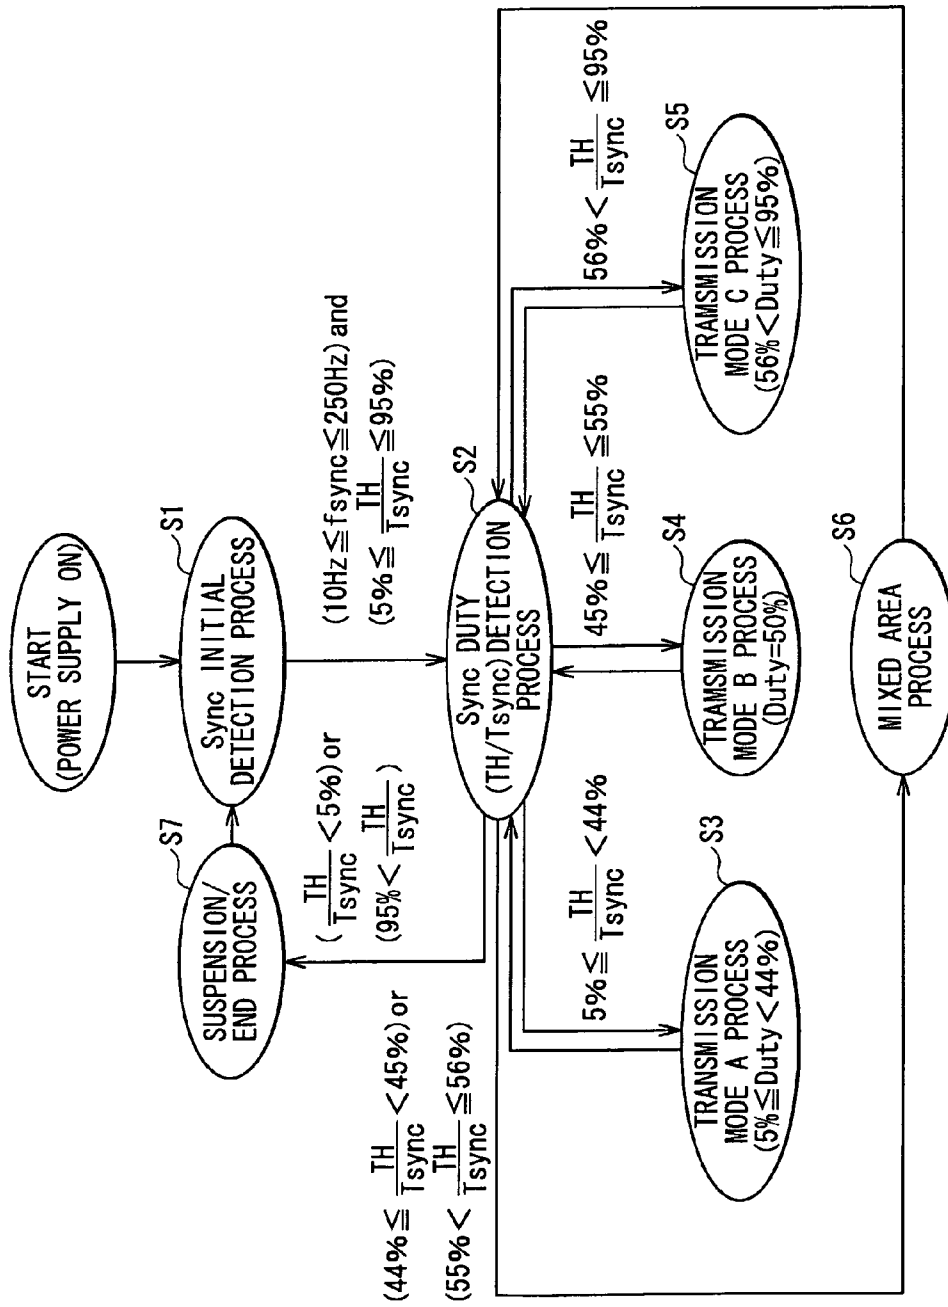 START
(POWER SUPPLY ON)
S1
Sync INITIAL
DETECTION PROCESS
S7
SUSPENSION/
END PROCESS
(10Hz≦fsync≦250Hz) and
(5%≦ TH/Tsync ≦95%)
( TH/Tsync <5%) or
(95%< TH/Tsync )
S2
Sync DUTY
(TH/Tsync) DETECTION
PROCESS
(44%≦ TH/Tsync <45%) or
(55%< TH/Tsync ≦56%)
5%≦ TH/Tsync <44%
45%≦ TH/Tsync ≦55%
56%< TH/Tsync ≦95%
S3
TRANSMISSION
MODE A PROCESS
(5%≦Duty<44%)
S4
TRAMSMISSION
MODE B PROCESS
(Duty=50%)
S5
TRAMSMISSION
MODE C PROCESS
(56%<Duty≦95%)
S6
MIXED AREA
PROCESS